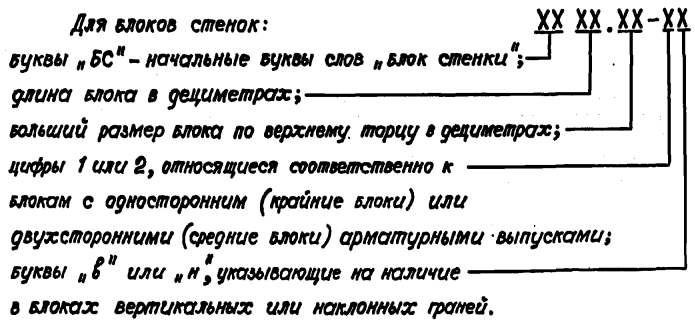 Для блоков стенок: XX XX.XX-XX
буквы „БС" - начальные буквы слов „блок стенки";
длина блока в дециметрах;
больший размер блока по верхнему торцу в дециметрах;
цифры 1 или 2, относящиеся соответственно к
блокам с односторонним (крайние блоки) или
двухсторонними (средние блоки) арматурными выпусками;
буквы „в" или „н", указывающие на наличие
в блоках вертикальных или наклонных граней.